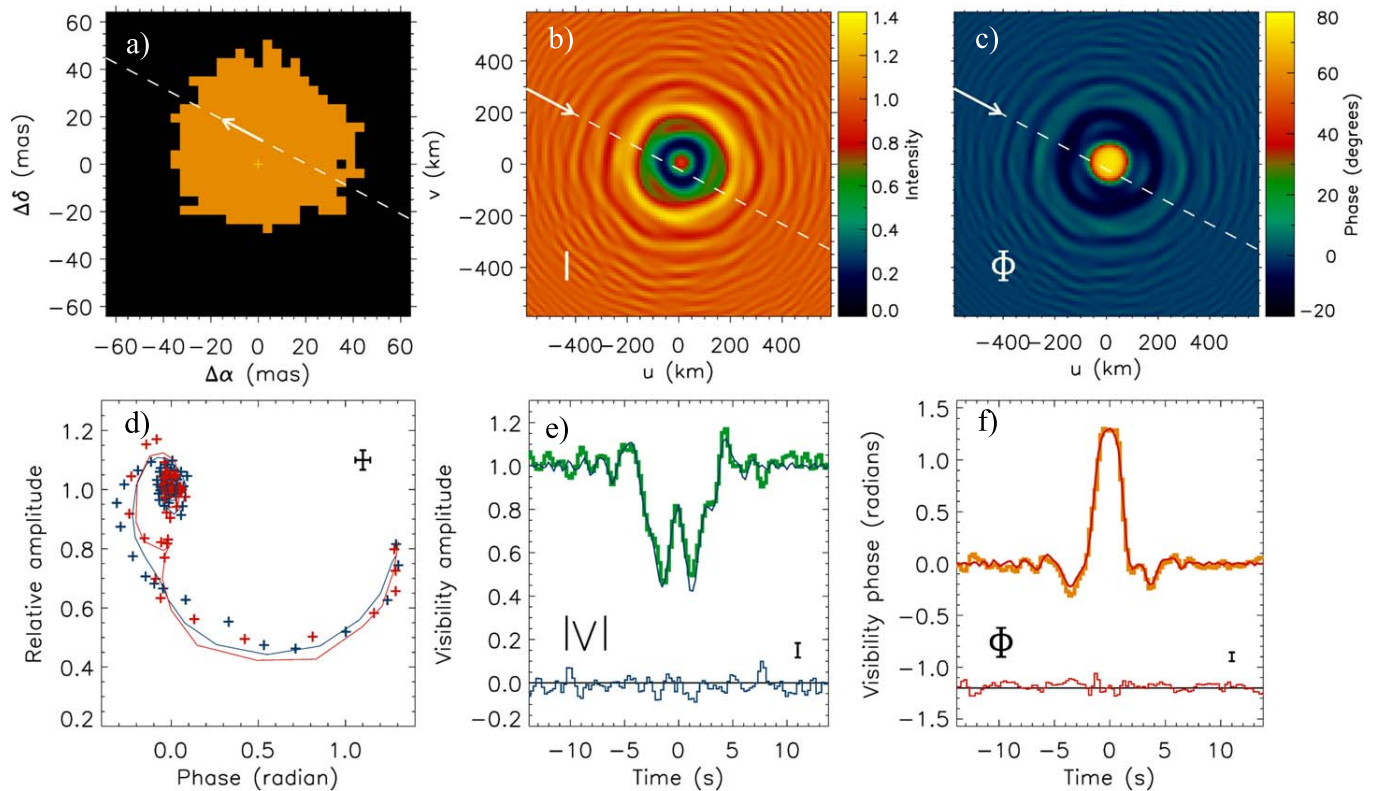 a)
60
40
20
0
−20
−40
−60
Δδ (mas)
−60 −40 −20 0 20 40 60
Δα (mas)
b)
400
200
0
−200
−400
v (km)
−400−200 0 200 400
u (km)
I
1.4
1.2
1.0
0.8
0.6
0.4
0.2
0.0
Intensity
c)
Φ
−400−200 0 200 400
u (km)
80
60
40
20
0
−20
Phase (degrees)
d)
1.2
1.0
0.8
0.6
0.4
0.2
Relative amplitude
0.0 0.5 1.0
Phase (radian)
e)
1.2
1.0
0.8
0.6
0.4
0.2
0.0
−0.2
Visibility amplitude
|V|
−10 −5 0 5 10
Time (s)
f)
1.5
1.0
0.5
0.0
−0.5
−1.0
−1.5
Visibility phase (radians)
Φ
−10 −5 0 5 10
Time (s)